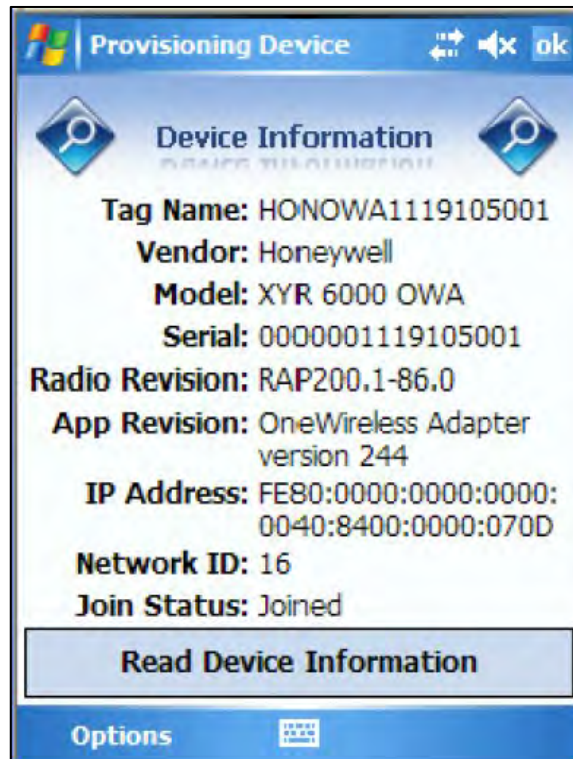 Provisioning Device ok
Device Information
Tag Name: HONOWA1119105001
Vendor: Honeywell
Model: XYR 6000 OWA
Serial: 0000001119105001
Radio Revision: RAP200.1-86.0
App Revision: OneWireless Adapter
version 244
IP Address: FE80:0000:0000:0000:
0040:8400:0000:070D
Network ID: 16
Join Status: Joined
Read Device Information
Options